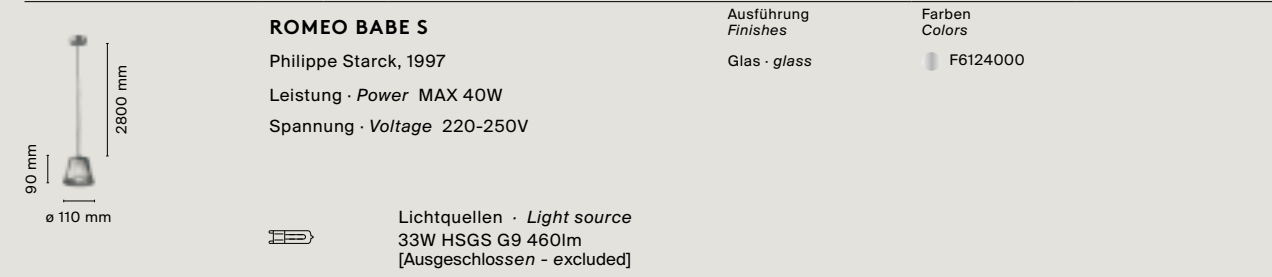 ROMEO BABE S
Philippe Starck, 1997
Leistung · Power MAX 40W
Spannung · Voltage 220-250V
Lichtquellen · Light source
33W HSGS G9 460lm
[Ausgeschlossen - excluded]
Ausführung
Finishes
Glas · glass
Farben
Colors
F6124000
2800 mm
90 mm
ø 110 mm